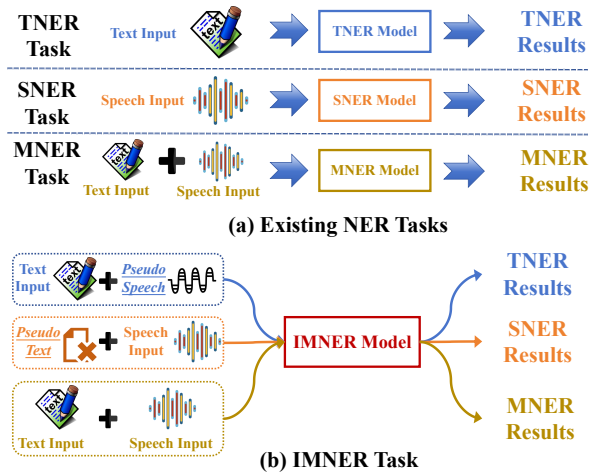 TNER
Task
Text Input
text
TNER Model
TNER
Results
SNER
Task
Speech Input
SNER Model
SNER
Results
MNER
Task
text
Text Input
Speech Input
MNER Model
MNER
Results
(a) Existing NER Tasks
Text
Input
text
Pseudo
Speech
Pseudo
Text
Speech
Input
text
Text Input
Speech Input
IMNER Model
TNER
Results
SNER
Results
MNER
Results
(b) IMNER Task